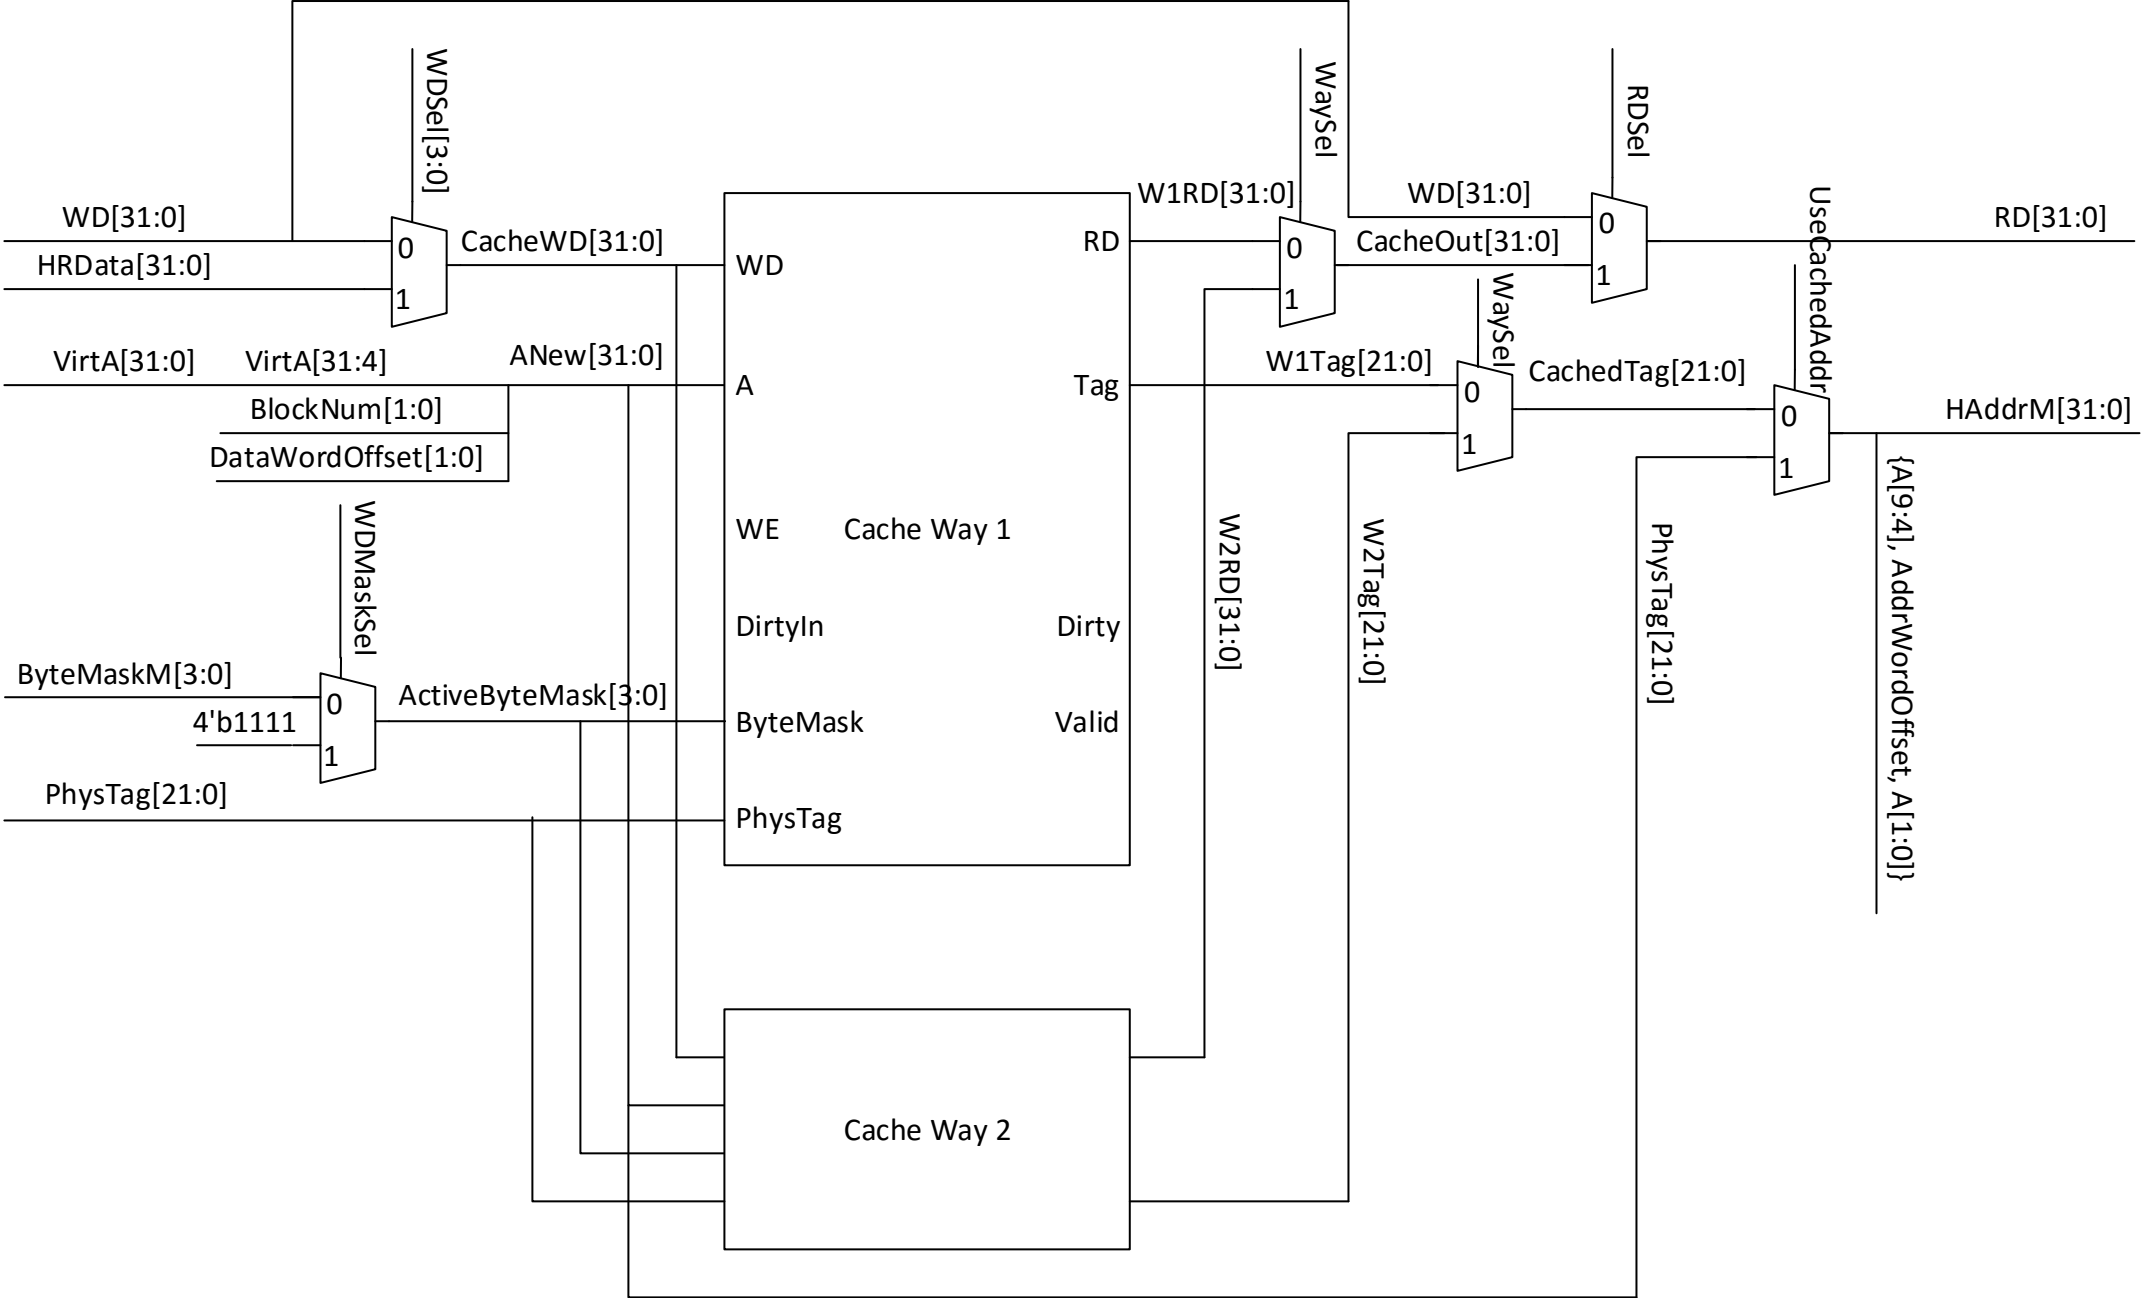 WDSel[3:0]
WaySel
RDSel
WD[31:0]
HRData[31:0]
0
1
CacheWD[31:0]
WD
RD
W1RD[31:0]
0
1
WD[31:0]
CacheOut[31:0]
0
1
UseCachedAddr
RD[31:0]
VirtA[31:0]
VirtA[31:4]
ANew[31:0]
BlockNum[1:0]
DataWordOffset[1:0]
A
Tag
W1Tag[21:0]
WaySel
0
1
CachedTag[21:0]
0
1
HAddrM[31:0]
{A[9:4], AddrWordOffset, A[1:0]}
WDMaskSel
WE
Cache Way 1
W2RD[31:0]
W2Tag[21:0]
PhysTag[21:0]
DirtyIn
Dirty
ByteMaskM[3:0]
4'b1111
0
1
ActiveByteMask[3:0]
ByteMask
Valid
PhysTag[21:0]
PhysTag
Cache Way 2